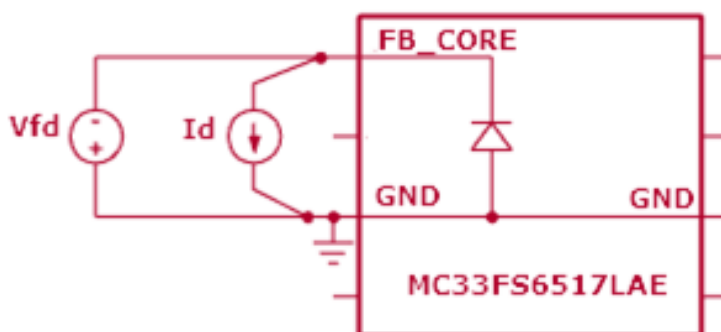 FB_CORE
Vfd
-
+
Id
GND
GND
MC33FS6517LAE